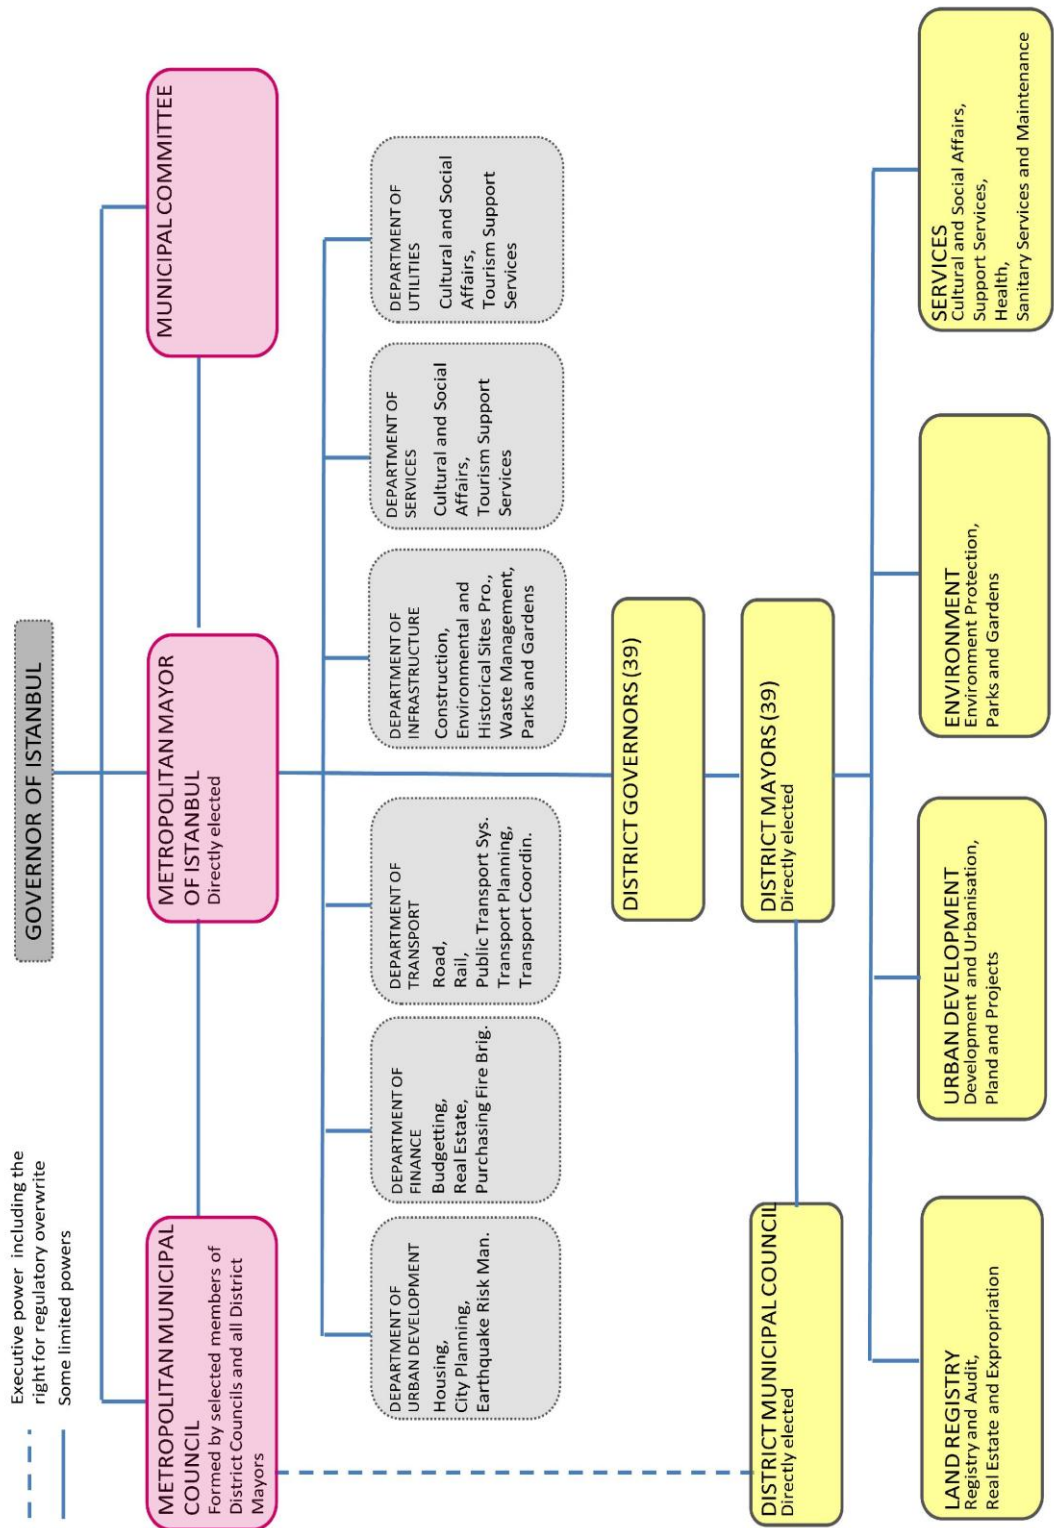 Executive power including the
right for regulatory overwrite
Some limited powers
GOVERNOR OF ISTANBUL
METROPOLITAN MUNICIPAL
COUNCIL
Formed by selected members of
District Councils and all District
Mayors
METROPOLITAN MAYOR
OF ISTANBUL
Directly elected
MUNICIPAL COMMITTEE
DEPARTMENT OF
URBAN DEVELOPMENT
Housing,
City Planning,
Earthquake Risk Man.
DEPARTMENT OF
FINANCE
Budgetting,
Real Estate,
Purchasing Fire Brig.
DEPARTMENT OF
TRANSPORT
Road,
Rail,
Public Transport Sys.
Transport Planning,
Transport Coordin.
DEPARTMENT OF
INFRASTRUCTURE
Construction,
Environmental and
Historical Sites Pro.,
Waste Management,
Parks and Gardens
DEPARTMENT OF
SERVICES
Cultural and Social
Affairs,
Tourism Support
Services
DEPARTMENT OF
UTILITIES
Cultural and Social
Affairs,
Tourism Support
Services
DISTRICT GOVERNORS (39)
DISTRICT MUNICIPAL COUNCIL
Directly elected
DISTRICT MAYORS (39)
Directly elected
LAND REGISTRY
Registry and Audit,
Real Estate and Expropriation
URBAN DEVELOPMENT
Development and Urbanisation,
Pland and Projects
ENVIRONMENT
Environment Protection,
Parks and Gardens
SERVICES
Cultural and Social Affairs,
Support Services,
Health,
Sanitary Services and Maintenance